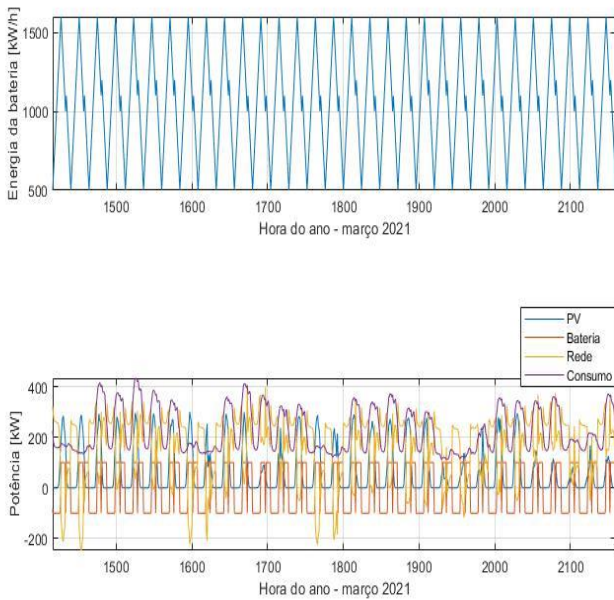 Energia da bateria [kW/h]
1500
1000
500
1500 1600 1700 1800 1900 2000 2100
Hora do ano - março 2021
PV
Bateria
Rede
Consumo
Potência [kW]
400
200
0
-200
1500 1600 1700 1800 1900 2000 2100
Hora do ano - março 2021